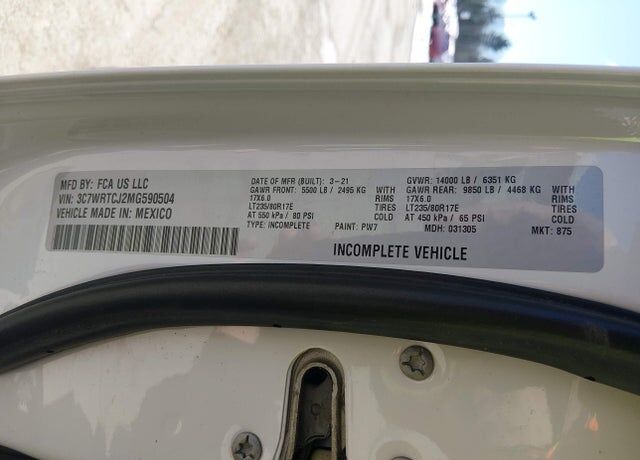 MFD BY: FCA US LLC
VIN: 3C7WRTCJ2MG590504
VEHICLE MADE IN: MEXICO
DATE OF MFR (BUILT): 3-21
GAWR FRONT: 5500 LB / 2495 KG WITH
17X6.0 RIMS
LT235/80R17E TIRES
AT 550 kPa / 80 PSI COLD
TYPE: INCOMPLETE PAINT: PW7
GVWR: 14000 LB / 6351 KG
GAWR REAR: 9850 LB / 4468 KG WITH
17X6.0 RIMS
LT235/80R17E TIRES
AT 450 kPa / 65 PSI COLD
MDH: 031305 MKT: 875
INCOMPLETE VEHICLE